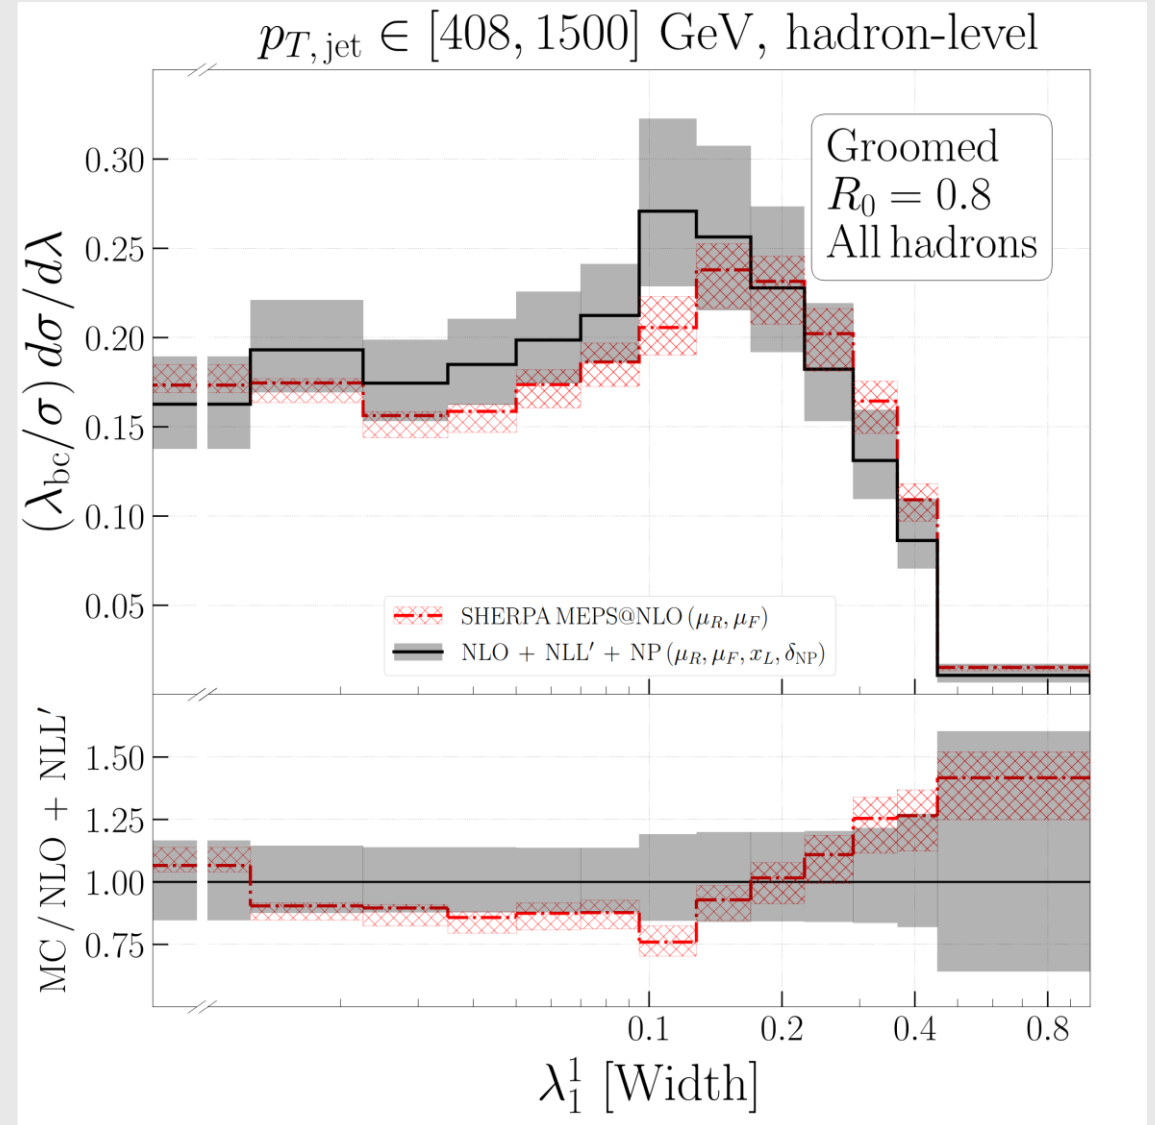 p_{T, jet} ∈ [408, 1500] GeV, hadron-level
(λ_bc/σ) dσ/dλ
0.30
0.25
0.20
0.15
0.10
0.05
Groomed
R_0 = 0.8
All hadrons
SHERPA MEPS@NLO (μ_R, μ_F)
NLO + NLL′ + NP (μ_R, μ_F, x_L, δ_NP)
MC / NLO + NLL′
1.50
1.25
1.00
0.75
0.1 0.2 0.4 0.8
λ_1^1 [Width]